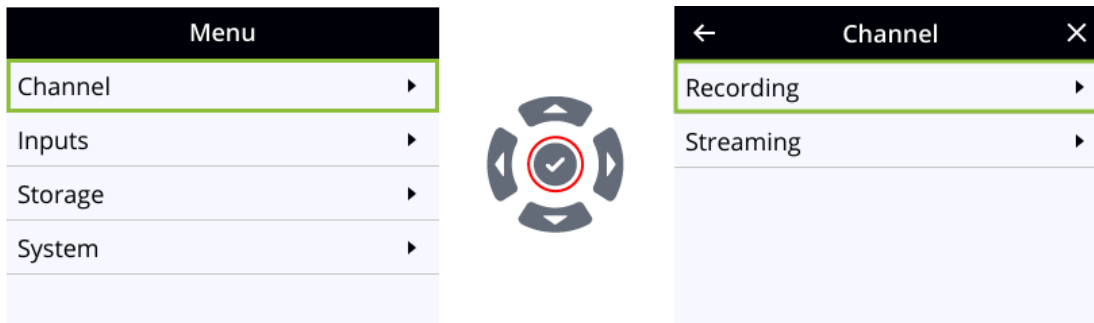 Menu
Channel
Inputs
Storage
System
Channel
Recording
Streaming